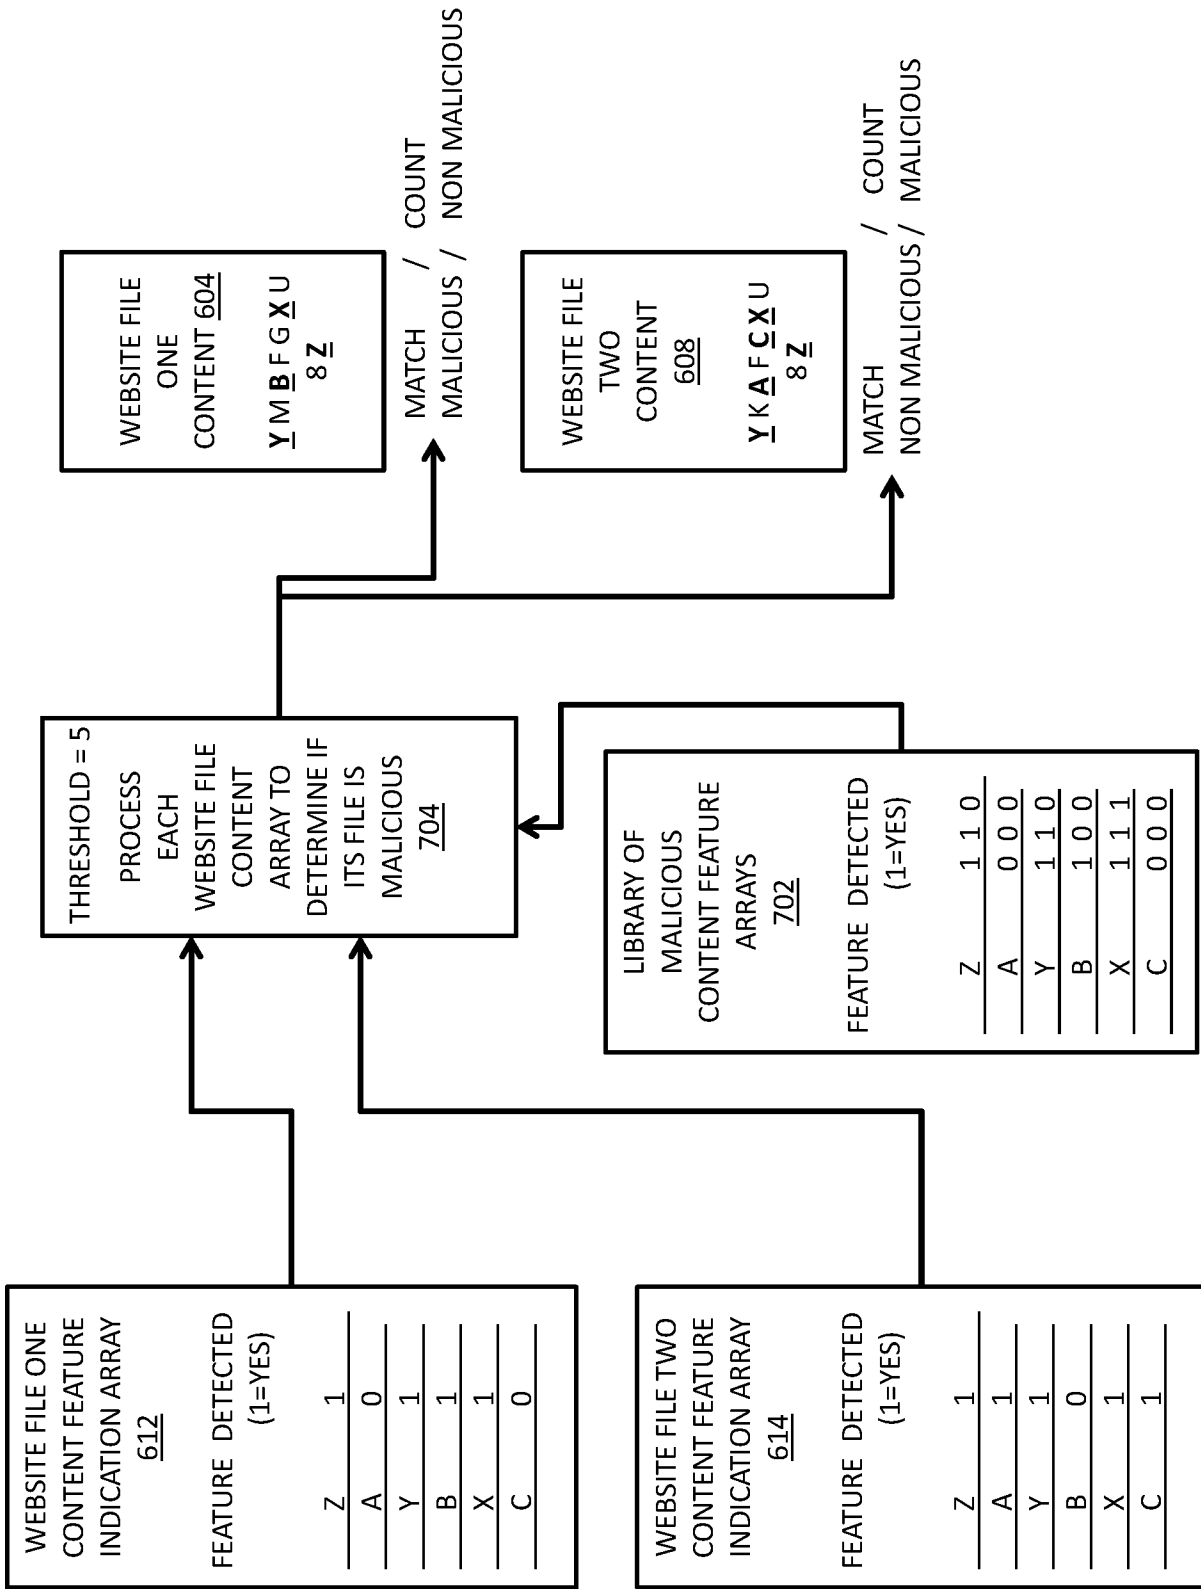 WEBSITE FILE ONE
CONTENT FEATURE
INDICATION ARRAY
612
FEATURE DETECTED
(1=YES)
Z 1
A 0
Y 1
B 1
X 1
C 0
WEBSITE FILE TWO
CONTENT FEATURE
INDICATION ARRAY
614
FEATURE DETECTED
(1=YES)
Z 1
A 1
Y 1
B 0
X 1
C 1
THRESHOLD = 5
PROCESS
EACH
WEBSITE FILE
CONTENT
ARRAY TO
DETERMINE IF
ITS FILE IS
MALICIOUS
704
LIBRARY OF
MALICIOUS
CONTENT FEATURE
ARRAYS
702
FEATURE DETECTED
(1=YES)
Z 1 1 0
A 0 0 0
Y 1 1 0
B 1 0 0
X 1 1 1
C 0 0 0
WEBSITE FILE
ONE
CONTENT 604
Y M B F G X U
8 Z
MATCH / COUNT
MALICIOUS / NON MALICIOUS
WEBSITE FILE
TWO
CONTENT
608
Y K A F C X U
8 Z
MATCH / COUNT
NON MALICIOUS / MALICIOUS